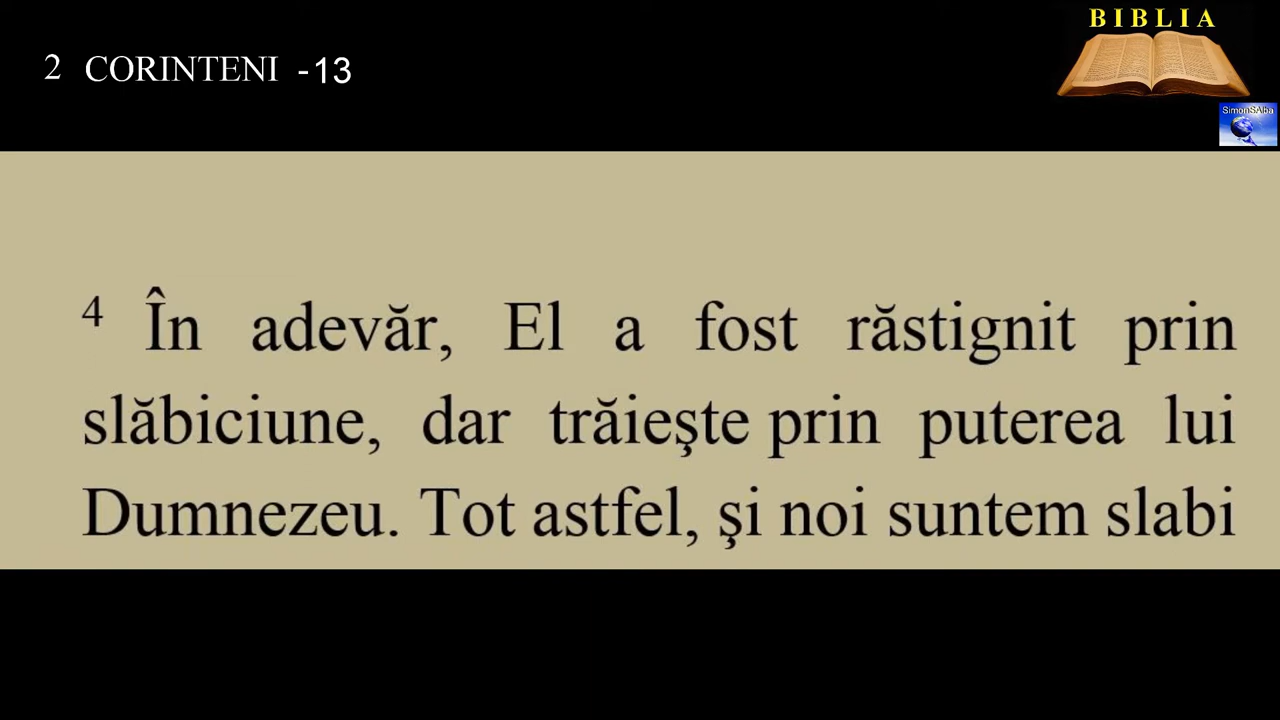 BIBLIA
2 CORINTENI -13
SimonSAlba
4 În adevăr, El a fost răstignit prin
slăbiciune, dar trăieşte prin puterea lui
Dumnezeu. Tot astfel, şi noi suntem slabi